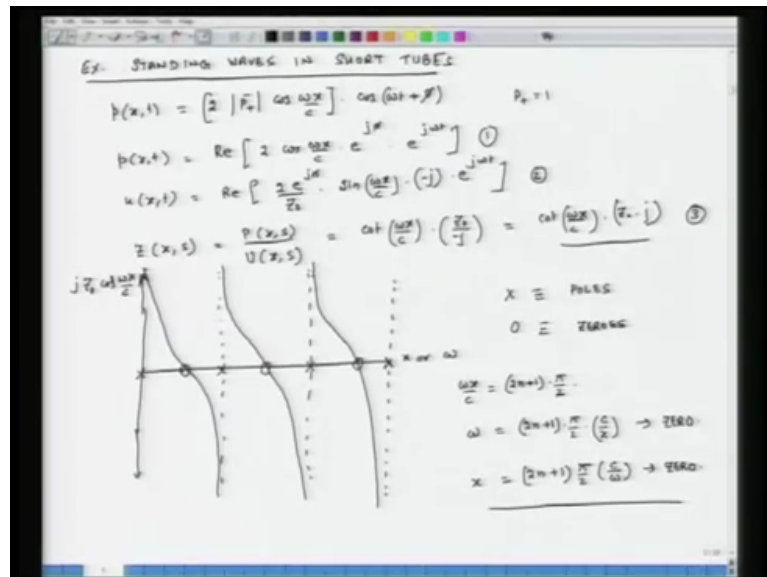 EX. STANDING WAVES IN SHORT TUBES
p(x,t) = [2 |P₊| cos ωx/c] · cos(ωt + φ)   P₊ = 1
p(x,t) = Re[2 cos ωx/c · e^{jφ} · e^{jωt}] ①
u(x,t) = Re[2e^{jφ}/Z₀ · sin(ωx/c) · (-j) · e^{jωt}] ②
Z(x,s) = P(x,s)/U(x,s) = cot(ωx/c) · (Z₀/-j) = cot(ωx/c) · (Z₀ · j) ③
j Z₀ cot ωx/c
X ≡ POLES
O ≡ ZEROES
x or ω
ωx/c = (2n+1) · π/2
ω = (2n+1) · π/2 · (c/x) → ZERO
x = (2n+1) π/2 (c/ω) → ZERO